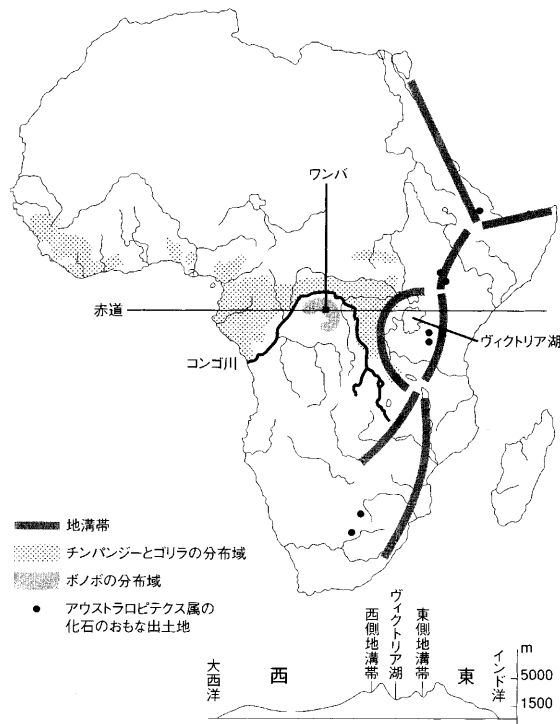 ワンバ
赤道
ヴィクトリア湖
コンゴ川
地溝帯
チンパンジーとゴリラの分布域
ボノボの分布域
アウストラロピテクス属の
化石のおもな出土地
大西洋
西
西側地溝帯
ヴィクトリア湖
東側地溝帯
東
インド洋
m
5000
1500